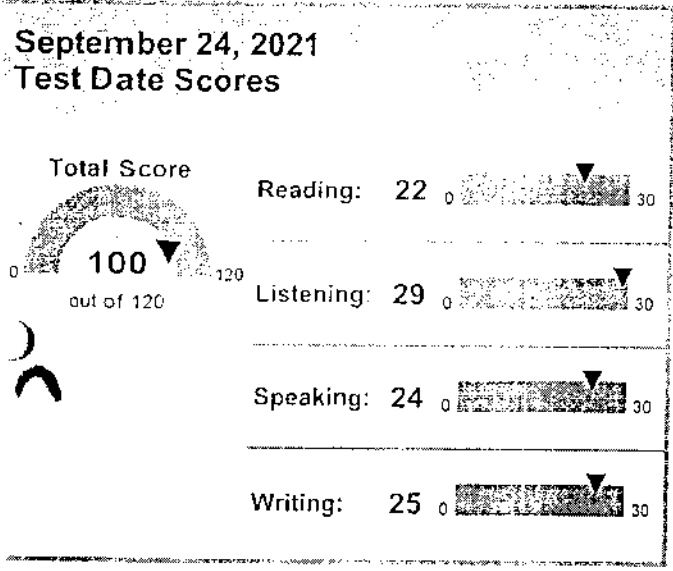 September 24, 2021
Test Date Scores
Total Score
0
100
120
out of 120
Reading: 22 0 30
Listening: 29 0 30
Speaking: 24 0 30
Writing: 25 0 30